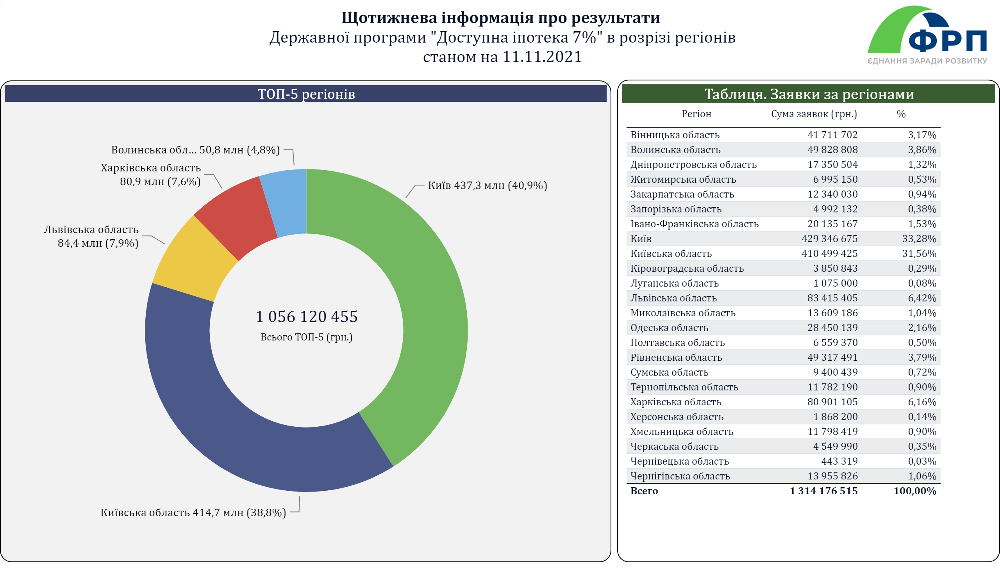 Щотижнева інформація про результати
Державної програми "Доступна іпотека 7%" в розрізі регіонів
станом на 11.11.2021
ФРП
ЄДНАННЯ ЗАРАДИ РОЗВИТКУ
ТОП-5 регіонів
Волинська обл... 50,8 млн (4,8%)
Харківська область
80,9 млн (7,6%)
Київ 437,3 млн (40,9%)
Львівська область
84,4 млн (7,9%)
1 056 120 455
Всього ТОП-5 (грн.)
Київська область 414,7 млн (38,8%)
Таблиця. Заявки за регіонами
Регіон Сума заявок (грн.) %
Вінницька область 41 711 702 3,17%
Волинська область 49 828 808 3,86%
Дніпропетровська область 17 350 504 1,32%
Житомирська область 6 995 150 0,53%
Закарпатська область 12 340 030 0,94%
Запорізька область 4 992 132 0,38%
Івано-Франківська область 20 135 167 1,53%
Київ 429 346 675 33,28%
Київська область 410 499 425 31,56%
Кіровоградська область 3 850 843 0,29%
Луганська область 1 075 000 0,08%
Львівська область 83 415 405 6,42%
Миколаївська область 13 609 186 1,04%
Одеська область 28 450 139 2,16%
Полтавська область 6 559 370 0,50%
Рівненська область 49 317 491 3,79%
Сумська область 9 400 439 0,72%
Тернопільська область 11 782 190 0,90%
Харківська область 80 901 105 6,16%
Херсонська область 1 868 200 0,14%
Хмельницька область 11 798 419 0,90%
Черкаська область 4 549 990 0,35%
Чернівецька область 443 319 0,03%
Чернігівська область 13 955 826 1,06%
Всего 1 314 176 515 100,00%